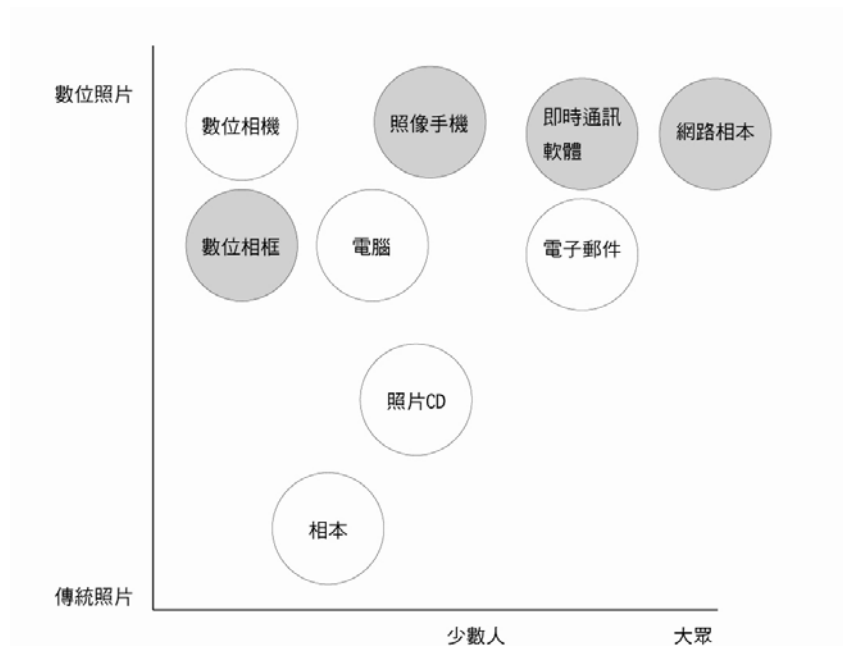 數位照片
數位相機
照像手機
即時通訊
軟體
網路相本
數位相框
電腦
電子郵件
照片CD
相本
傳統照片
少數人
大眾